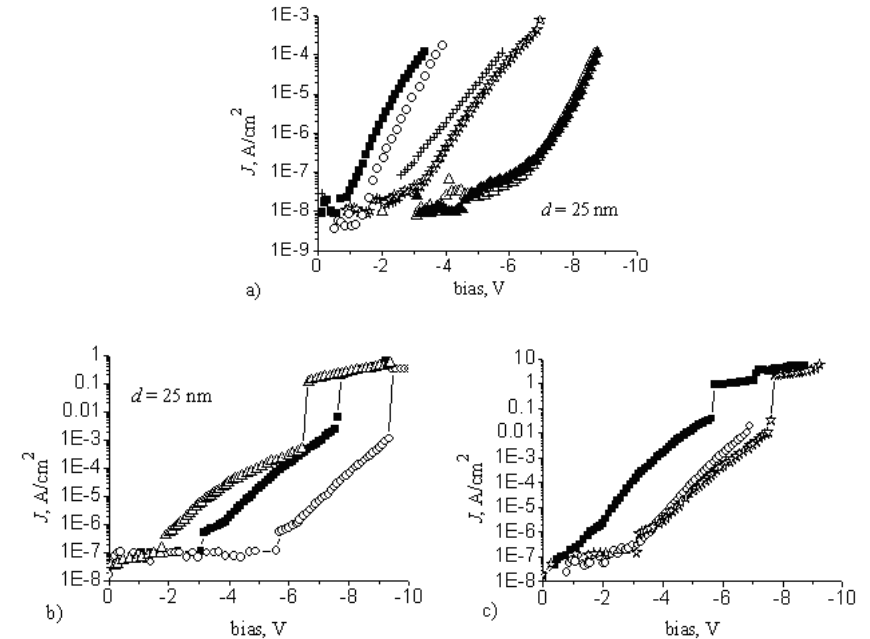 1E-3
1E-4
1E-5
1E-6
1E-7
1E-8
1E-9
J, A/cm2
d = 25 nm
0 -2 -4 -6 -8 -10
bias, V
a)
1
0.1
0.01
1E-3
1E-4
1E-5
1E-6
1E-7
1E-8
J, A/cm2
d = 25 nm
0 -2 -4 -6 -8 -10
bias, V
b)
10
1
0.1
0.01
1E-3
1E-4
1E-5
1E-6
1E-7
1E-8
J, A/cm2
0 -2 -4 -6 -8 -10
bias, V
c)